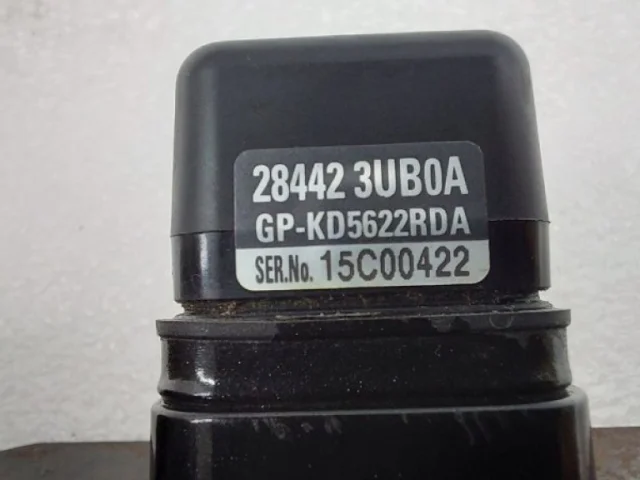 28442 3UB0A
GP-KD5622RDA
SER.No. 15C00422